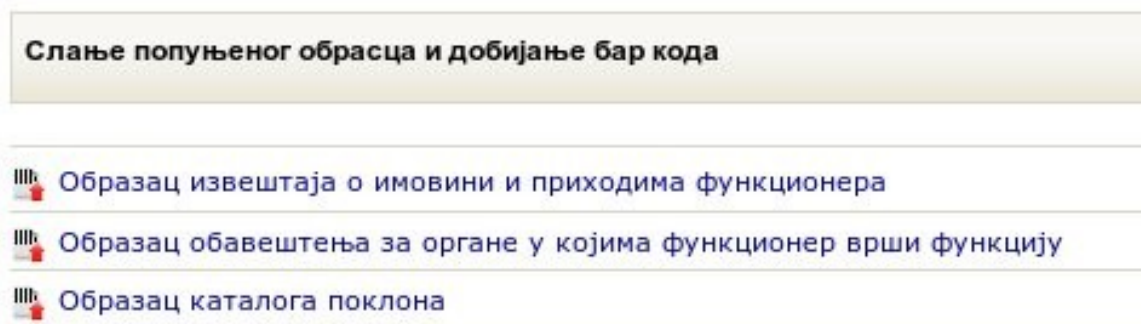 Слање попуњеног обрасца и добијање бар кода
Образац извештаја о имовини и приходима функционера
Образац обавештења за органе у којима функционер врши функцију
Образац каталога поклона